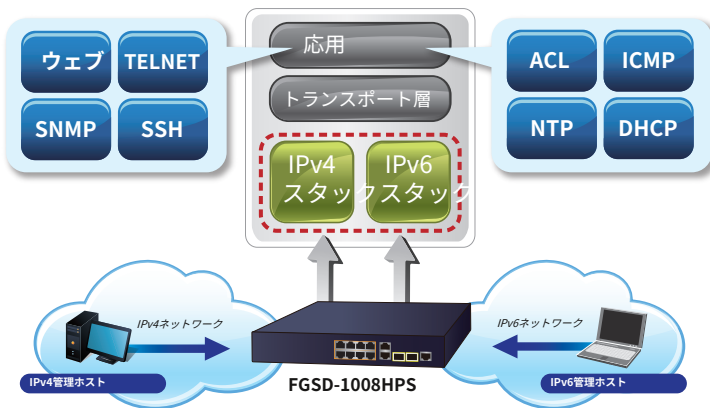 ウェブ
TELNET
SNMP
SSH
応用
トランスポート層
IPv4
スタック
IPv6
スタック
ACL
ICMP
NTP
DHCP
IPv4ネットワーク
IPv4管理ホスト
FGSD-1008HPS
IPv6ネットワーク
IPv6管理ホスト